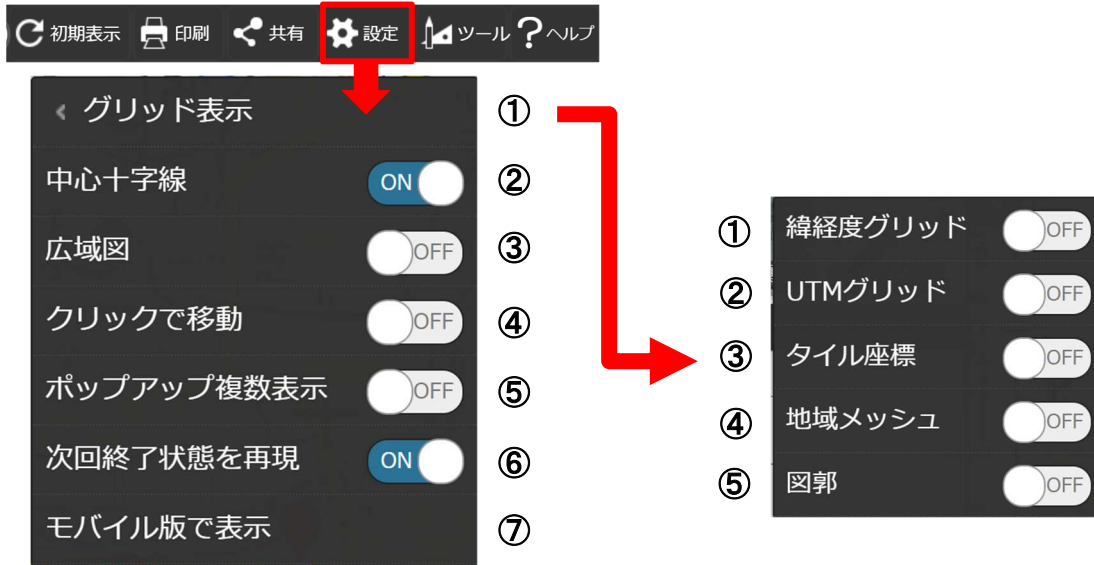 初期表示 印刷 共有 設定 ツール ?ヘルプ
グリッド表示 ①
中心十字線 ON ②
広域図 OFF ③
クリックで移動 OFF ④
ポップアップ複数表示 OFF ⑤
次回終了状態を再現 ON ⑥
モバイル版で表示 ⑦
① 緯経度グリッド OFF
② UTMグリッド OFF
③ タイル座標 OFF
④ 地域メッシュ OFF
⑤ 図郭 OFF